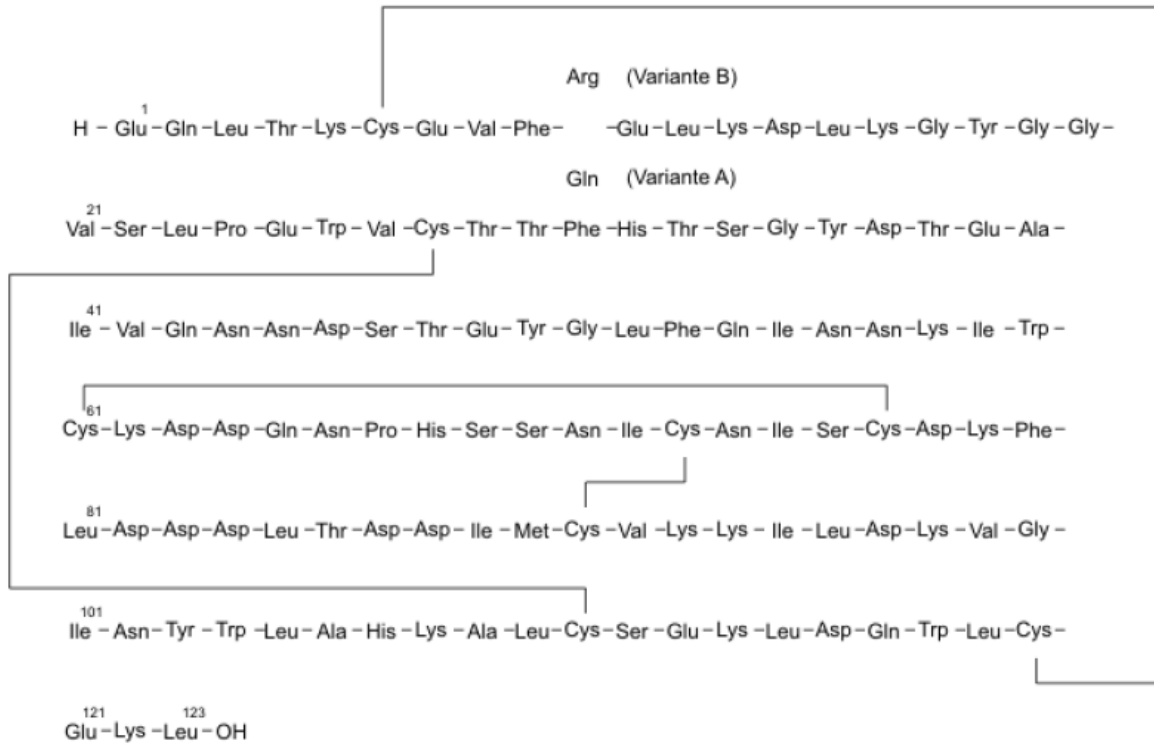 Arg (Variante B)
1
H – Glu – Gln – Leu – Thr – Lys – Cys – Glu – Val – Phe – – Glu – Leu – Lys – Asp – Leu – Lys – Gly – Tyr – Gly – Gly –
Gln (Variante A)
21
Val – Ser – Leu – Pro – Glu – Trp – Val – Cys – Thr – Thr – Phe – His – Thr – Ser – Gly – Tyr – Asp – Thr – Glu – Ala –
41
Ile – Val – Gln – Asn – Asn – Asp – Ser – Thr – Glu – Tyr – Gly – Leu – Phe – Gln – Ile – Asn – Asn – Lys – Ile – Trp –
61
Cys – Lys – Asp – Asp – Gln – Asn – Pro – His – Ser – Ser – Asn – Ile – Cys – Asn – Ile – Ser – Cys – Asp – Lys – Phe –
81
Leu – Asp – Asp – Asp – Leu – Thr – Asp – Asp – Ile – Met – Cys – Val – Lys – Lys – Ile – Leu – Asp – Lys – Val – Gly –
101
Ile – Asn – Tyr – Trp – Leu – Ala – His – Lys – Ala – Leu – Cys – Ser – Glu – Lys – Leu – Asp – Gln – Trp – Leu – Cys –
121 123
Glu – Lys – Leu – OH